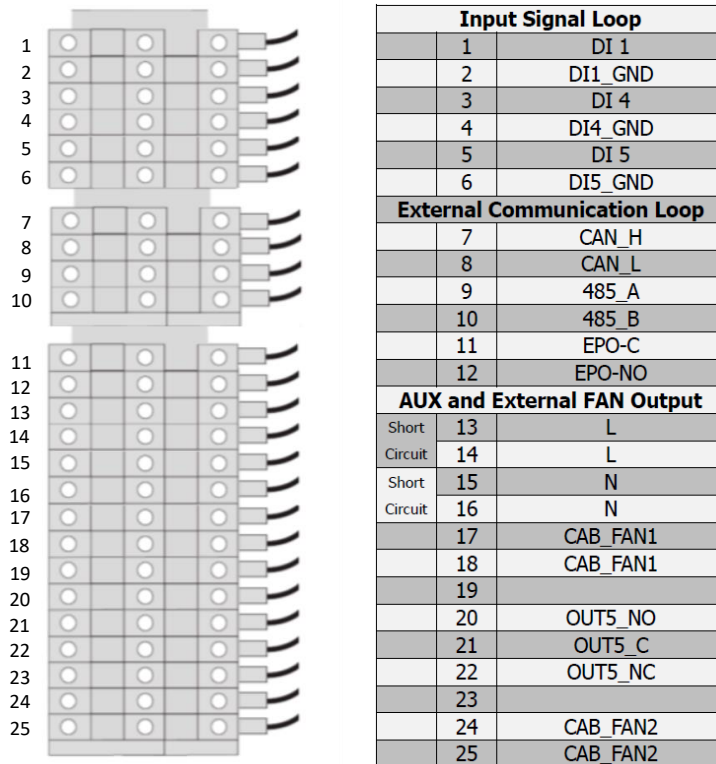 1
2
3
4
5
6
7
8
9
10
11
12
13
14
15
16
17
18
19
20
21
22
23
24
25
Input Signal Loop
1 DI 1
2 DI1_GND
3 DI 4
4 DI4_GND
5 DI 5
6 DI5_GND
External Communication Loop
7 CAN_H
8 CAN_L
9 485_A
10 485_B
11 EPO-C
12 EPO-NO
AUX and External FAN Output
Short 13 L
Circuit 14 L
Short 15 N
Circuit 16 N
17 CAB_FAN1
18 CAB_FAN1
19
20 OUT5_NO
21 OUT5_C
22 OUT5_NC
23
24 CAB_FAN2
25 CAB_FAN2